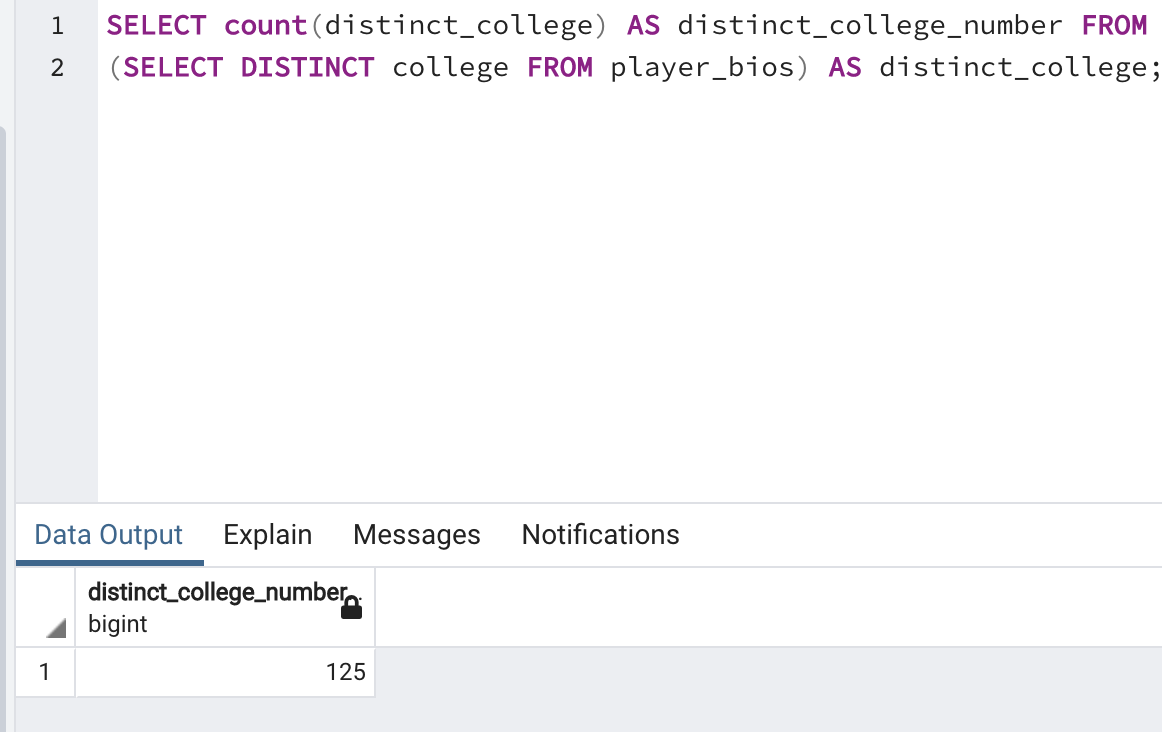 1 SELECT count(distinct_college) AS distinct_college_number FROM
2 (SELECT DISTINCT college FROM player_bios) AS distinct_college;
Data Output Explain Messages Notifications
distinct_college_number
bigint
1 125